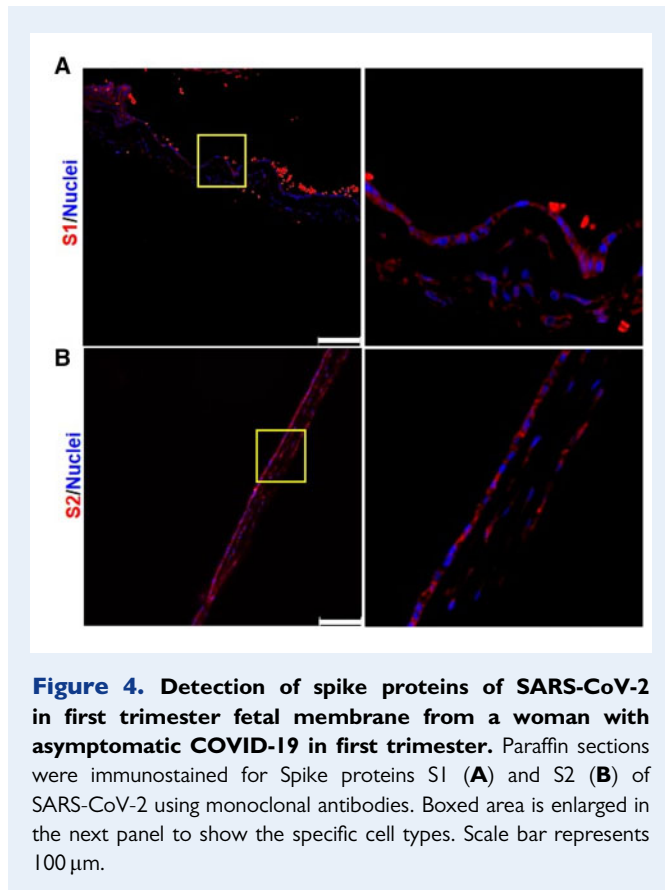 A
S1/Nuclei
B
S2/Nuclei
Figure 4. Detection of spike proteins of SARS-CoV-2
in first trimester fetal membrane from a woman with
asymptomatic COVID-19 in first trimester. Paraffin sections
were immunostained for Spike proteins S1 (A) and S2 (B) of
SARS-CoV-2 using monoclonal antibodies. Boxed area is enlarged in
the next panel to show the specific cell types. Scale bar represents
100 μm.